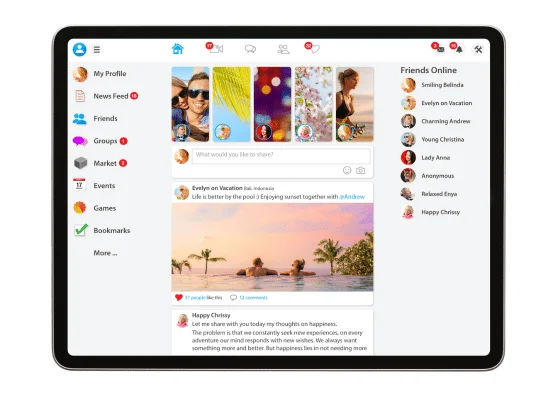 My Profile
News Feed
Friends
Groups
Market
Events
17
Games
Bookmarks
More ...
What would you like to share?
Evelyn on Vacation Bali, Indonesia
Life is better by the pool :) Enjoying sunset together with @Andrew
37 people like this
12 comments
Happy Chrissy
Let me share with you today my thoughts on happiness.
The problem is that we constantly seek new experiences, on every
adventure our mind responds with new wishes. We always want
something more and better. But happiness lies in not needing more
Friends Online
Smiling Belinda
Evelyn on Vacation
Charming Andrew
Young Christina
Lady Anna
Anonymous
Relaxed Enya
Happy Chrissy